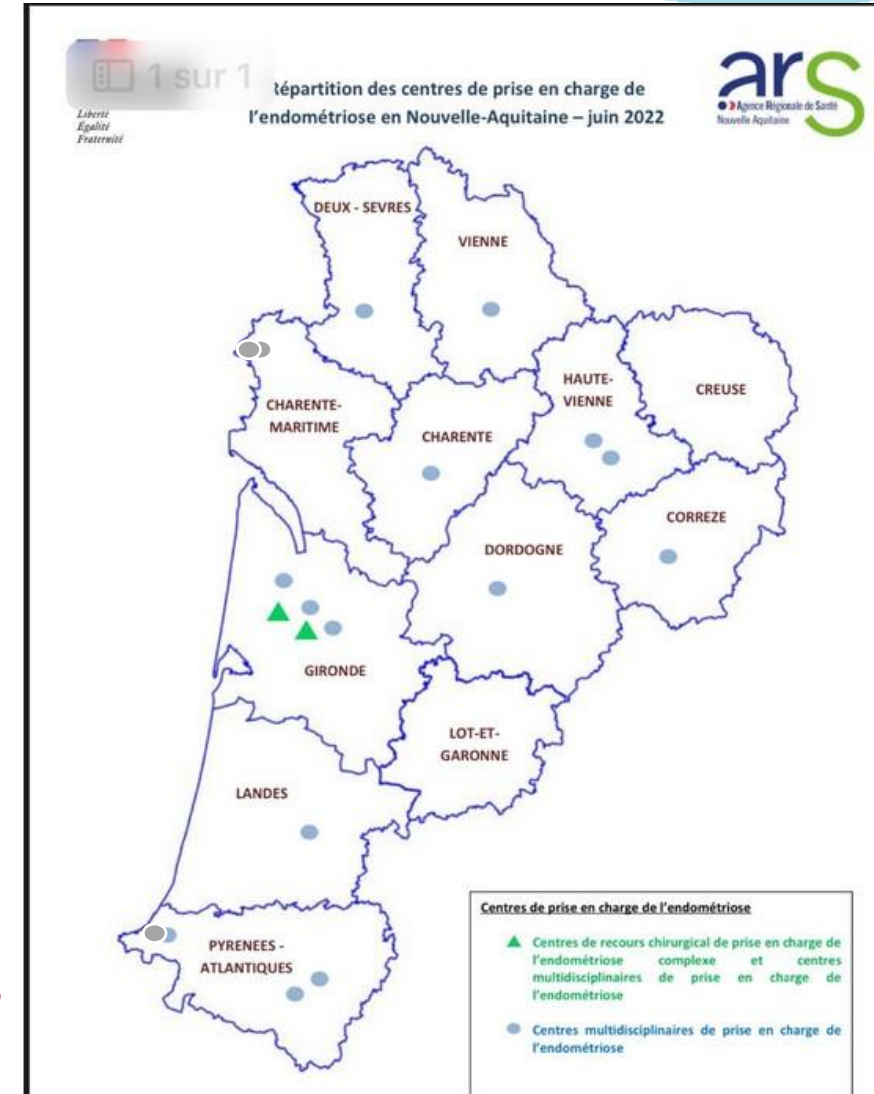 1 sur 1
Répartition des centres de prise en charge de
l'endométriose en Nouvelle-Aquitaine – juin 2022
Liberté
Égalité
Fraternité
ars
Agence Régionale de Santé
Nouvelle Aquitaine
DEUX - SEVRES
VIENNE
HAUTE-
VIENNE
CREUSE
CHARENTE-
MARITIME
CHARENTE
CORREZE
DORDOGNE
GIRONDE
LOT-ET-
GARONNE
LANDES
PYRENEES -
ATLANTIQUES
Centres de prise en charge de l'endométriose
Centres de recours chirurgical de prise en charge de
l'endométriose complexe et centres
multidisciplinaires de prise en charge de
l'endométriose
Centres multidisciplinaires de prise en charge de
l'endométriose